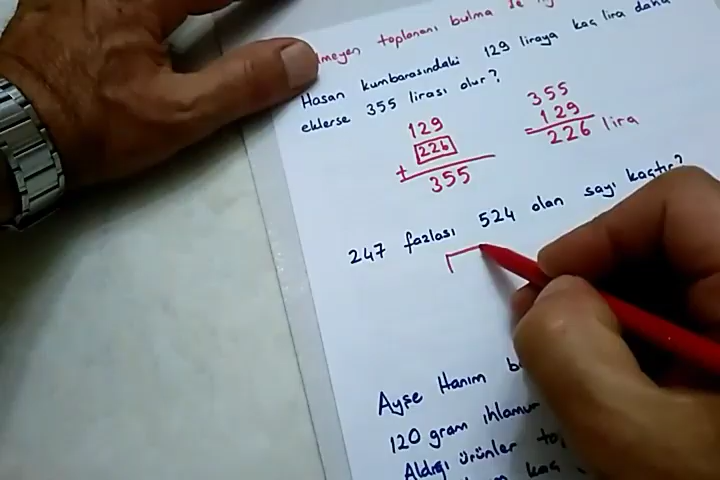 toplananı bulma
Hasan kumbarasındaki 129 liraya kaç lira daha
eklerse 355 lirası olur?
129
226
+
355
355
- 129
226 lira
247 fazlası 524 olan sayı kaçtır?
Ayşe Hanım
120 gram ıhlamur
Aldığı ürünler
kaç